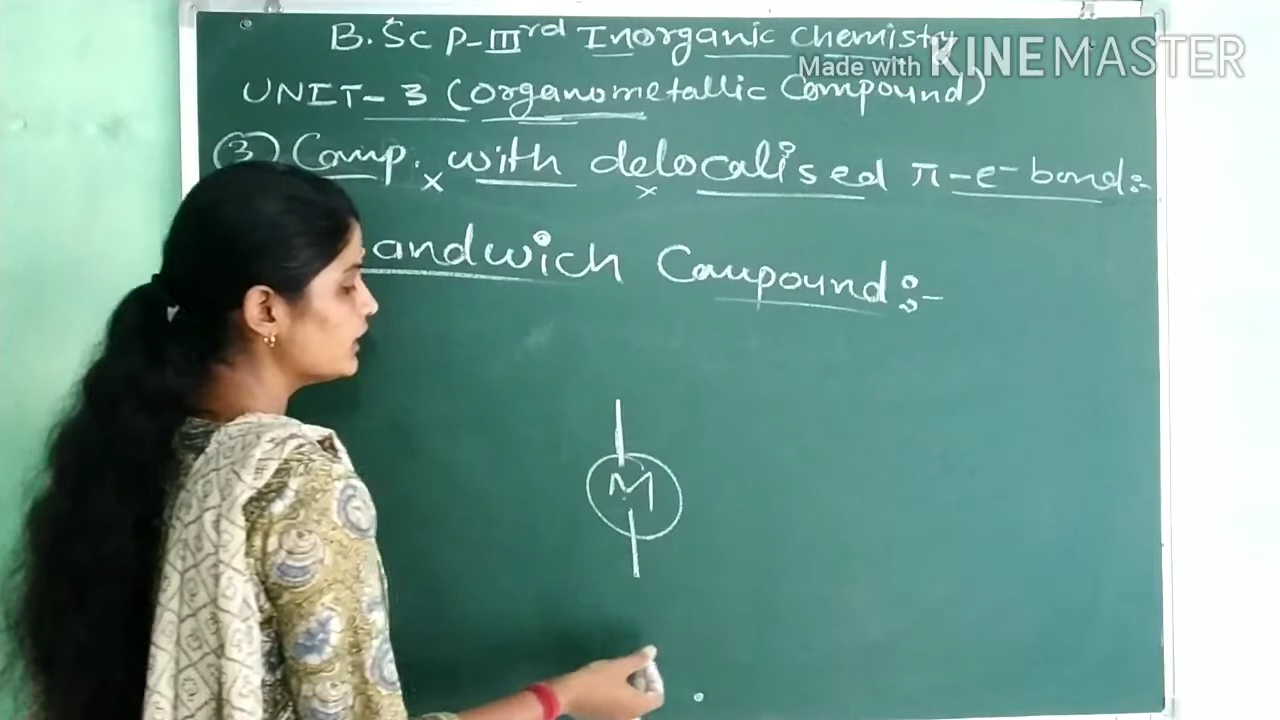 B.Sc P-IIIrd Inorganic Chemistry
Made with KINEMASTER
UNIT-3 (Organometallic Compound)
(3) Comp. with delocalised π-e- bond:-
andwich Compound:-
M